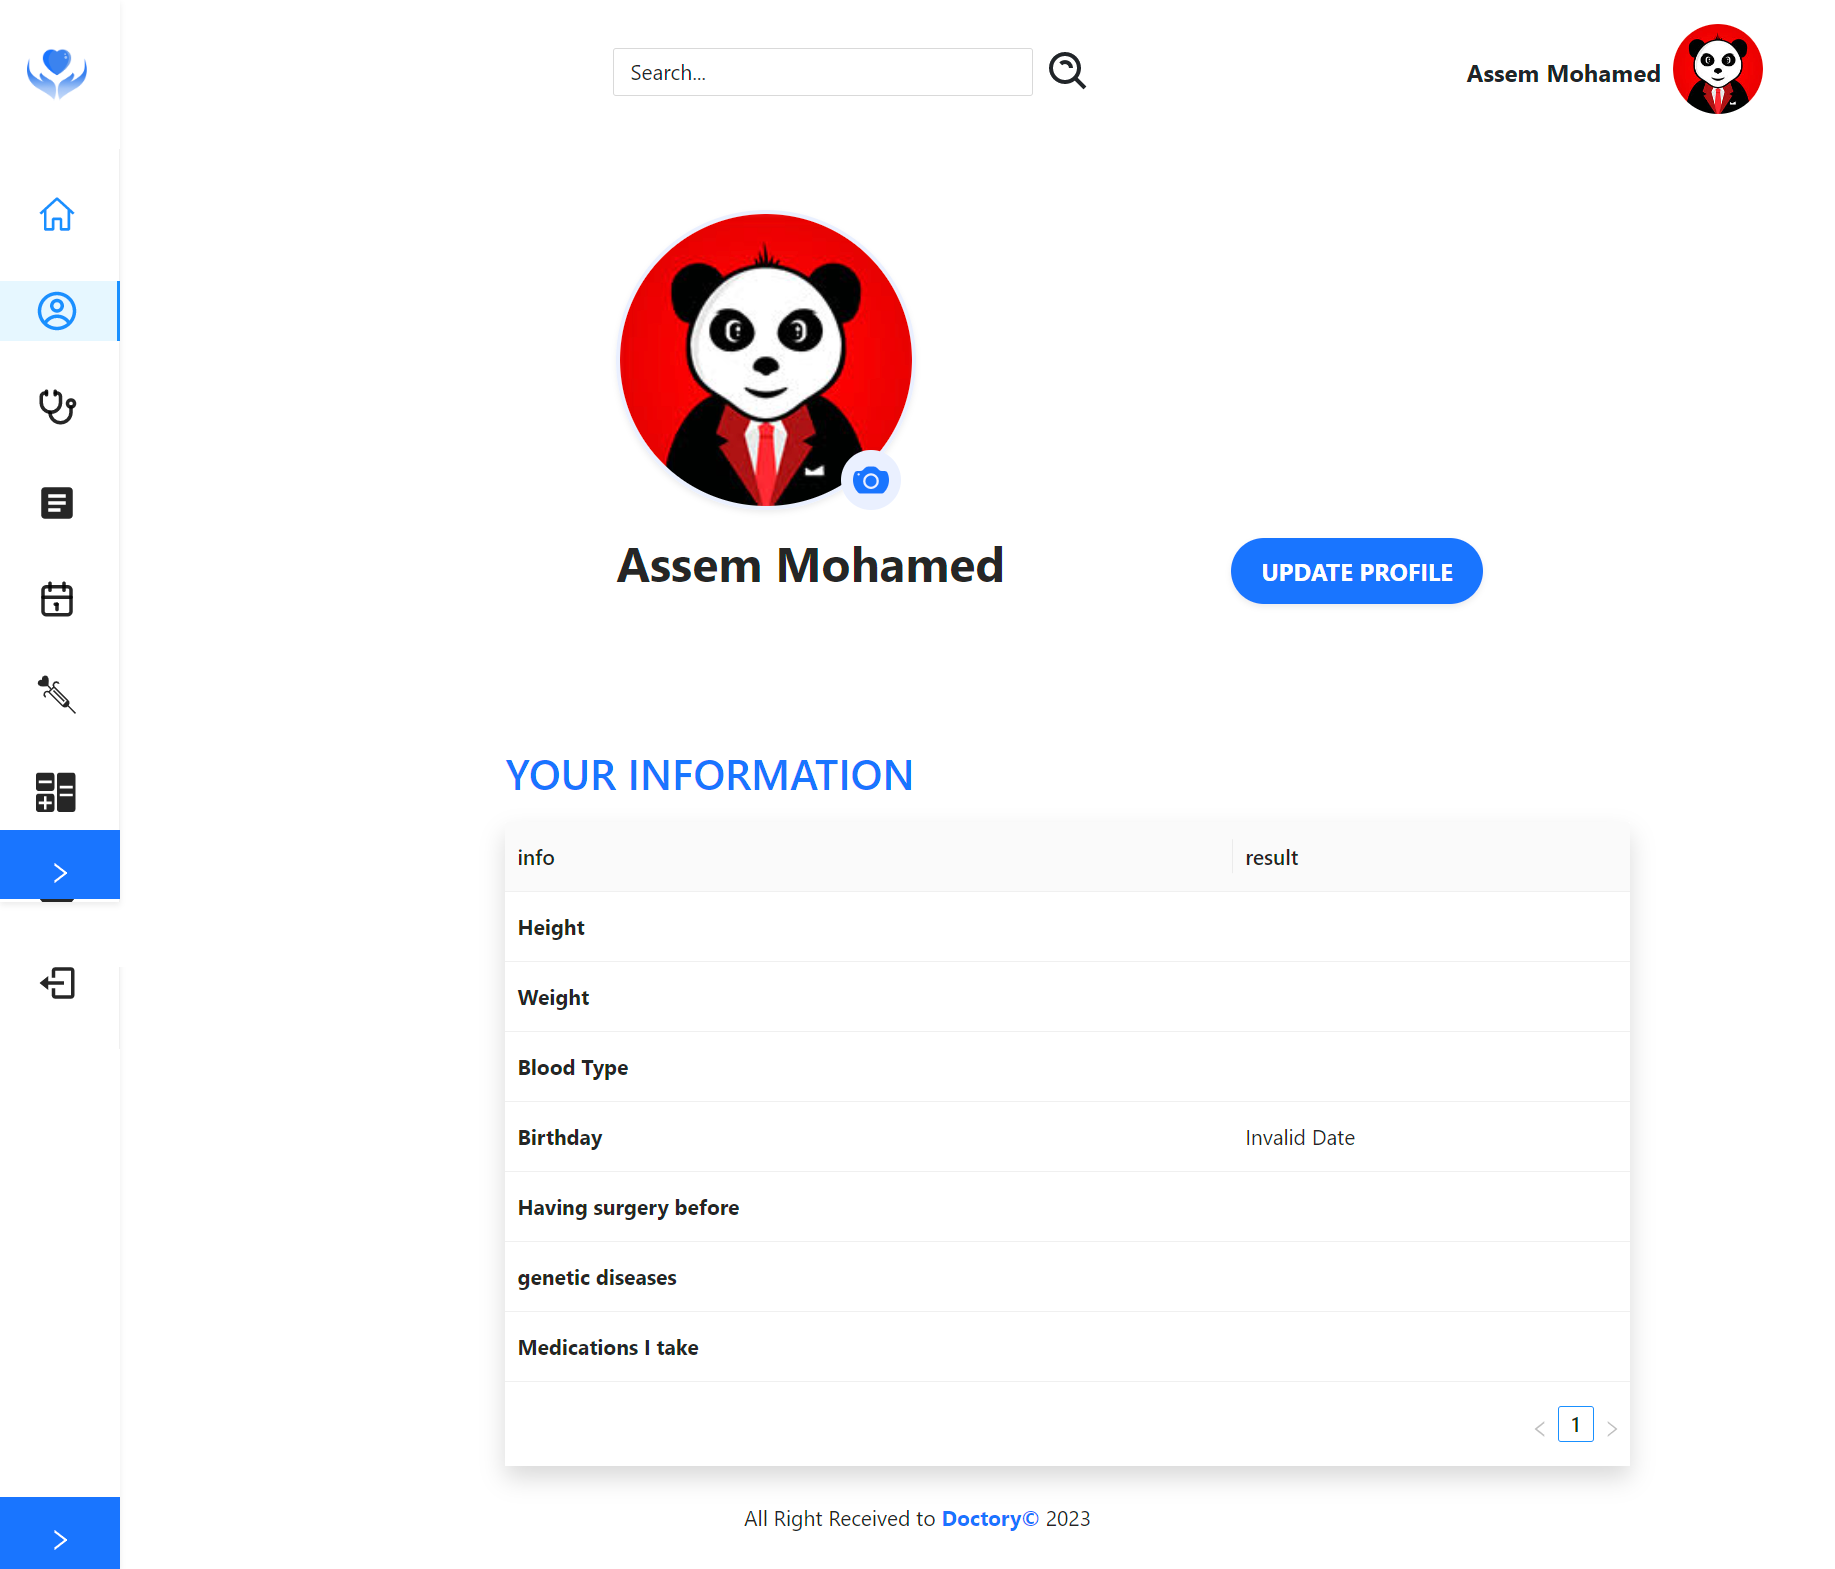 Search...
Assem Mohamed
Assem Mohamed
UPDATE PROFILE
YOUR INFORMATION
info result
Height
Weight
Blood Type
Birthday Invalid Date
Having surgery before
genetic diseases
Medications I take
< 1 >
All Right Received to Doctory© 2023